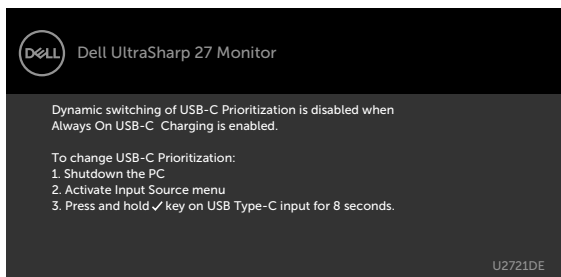 DELL Dell UltraSharp 27 Monitor
Dynamic switching of USB-C Prioritization is disabled when
Always On USB-C  Charging is enabled.
To change USB-C Prioritization:
1. Shutdown the PC
2. Activate Input Source menu
3. Press and hold ✓ key on USB Type-C input for 8 seconds.
U2721DE